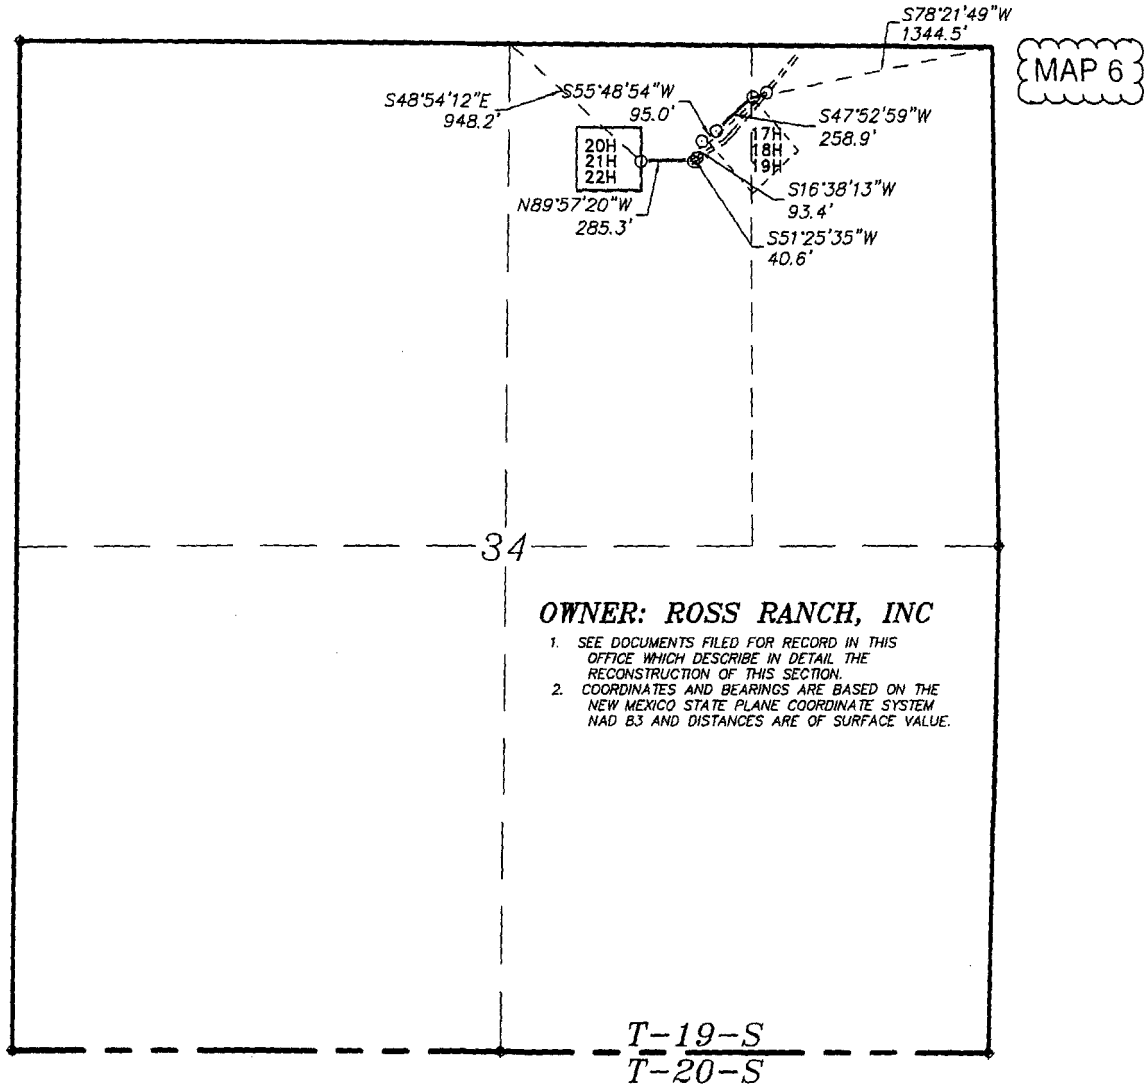 S78°21'49"W
1344.5'
MAP 6
S48°54'12"E
948.2'
S55°48'54"W
95.0'
S47°52'59"W
258.9'
20H
21H
22H
17H
18H
19H
N89°57'20"W
285.3'
S16°38'13"W
93.4'
S51°25'35"W
40.6'
34
OWNER: ROSS RANCH, INC
1. SEE DOCUMENTS FILED FOR RECORD IN THIS
OFFICE WHICH DESCRIBE IN DETAIL THE
RECONSTRUCTION OF THIS SECTION.
2. COORDINATES AND BEARINGS ARE BASED ON THE
NEW MEXICO STATE PLANE COORDINATE SYSTEM
NAD 83 AND DISTANCES ARE OF SURFACE VALUE.
T-19-S
T-20-S